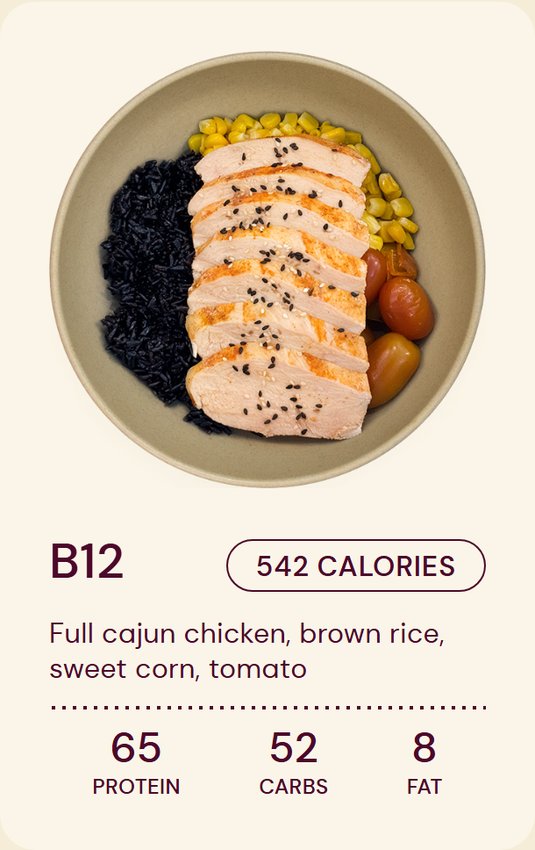 B12
542 CALORIES
Full cajun chicken, brown rice,
sweet corn, tomato
65 52 8
PROTEIN CARBS FAT